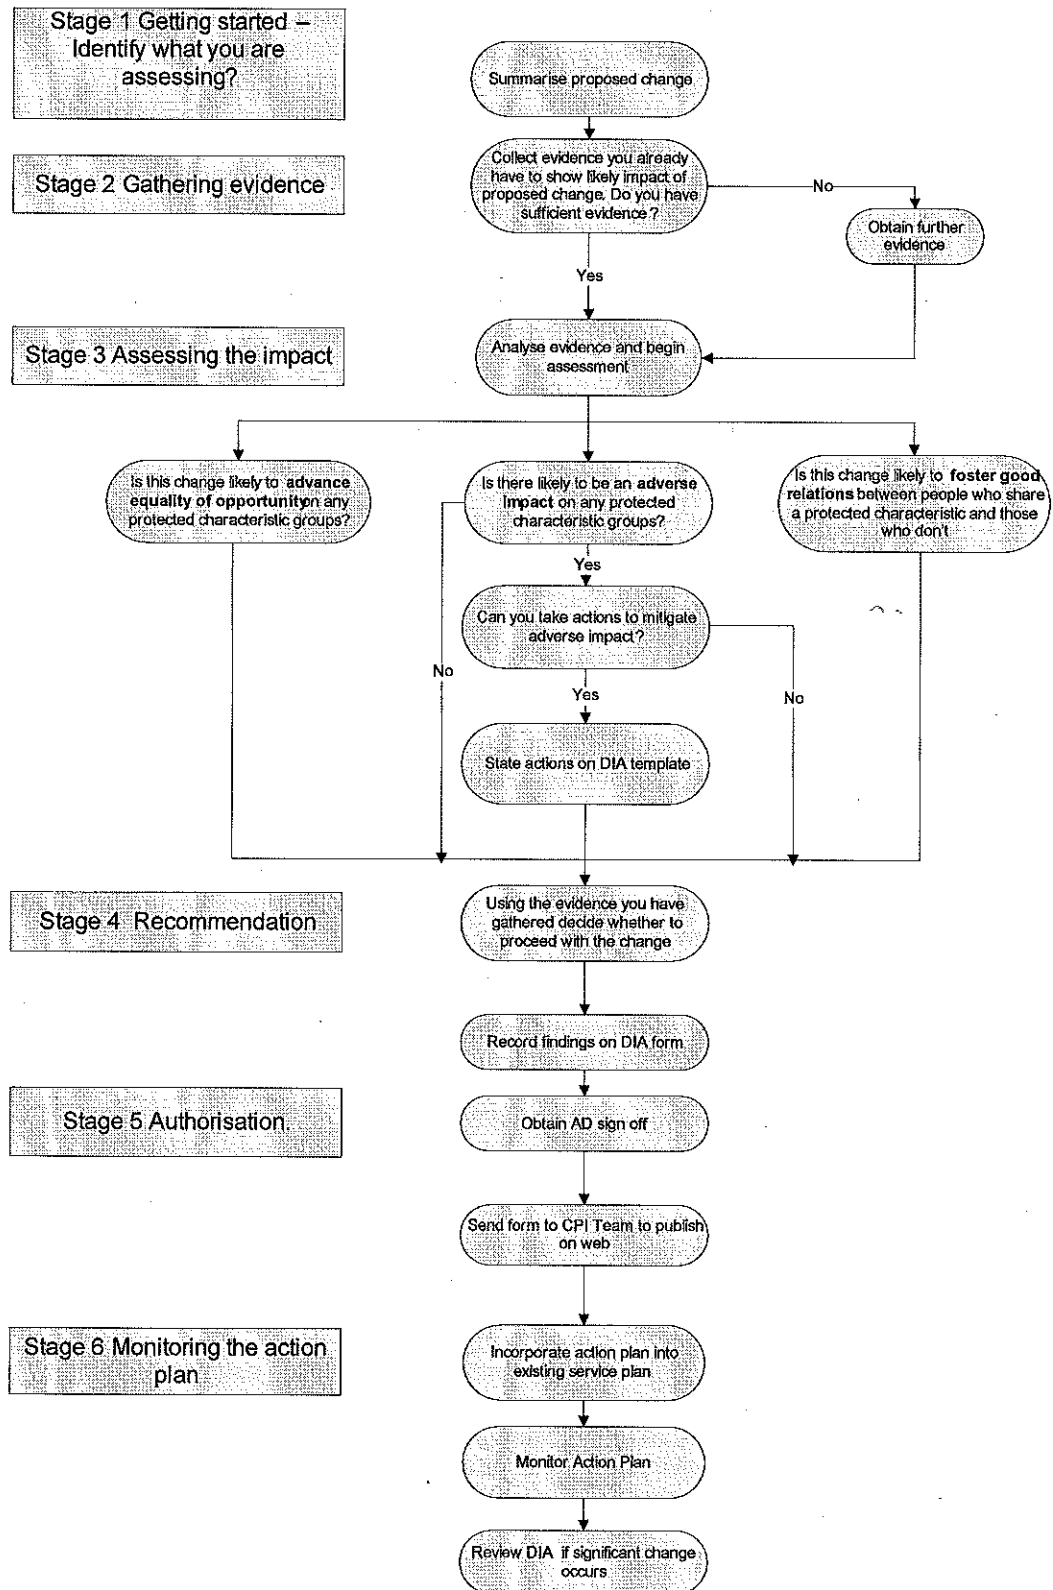 Stage 1 Getting started –
Identify what you are
assessing?
Summarise proposed change
Stage 2 Gathering evidence
Collect evidence you already
have to show likely impact of
proposed change. Do you have
sufficient evidence?
No
Obtain further
evidence
Yes
Stage 3 Assessing the impact
Analyse evidence and begin
assessment
Is this change likely to advance
equality of opportunity on any
protected characteristic groups?
Is there likely to be an adverse
impact on any protected
characteristic groups?
Is this change likely to foster good
relations between people who share
a protected characteristic and those
who don't
Yes
Can you take actions to mitigate
adverse impact?
No
Yes
No
State actions on DIA template
Stage 4 Recommendation
Using the evidence you have
gathered decide whether to
proceed with the change
Record findings on DIA form
Stage 5 Authorisation
Obtain AD sign off
Send form to CPI Team to publish
on web
Stage 6 Monitoring the action
plan
Incorporate action plan into
existing service plan
Monitor Action Plan
Review DIA if significant change
occurs